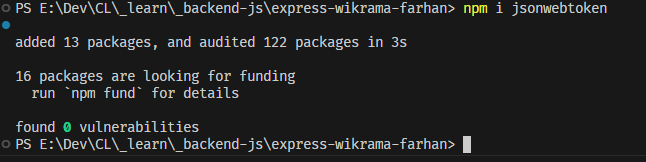 PS E:\Dev\CL\_learn\_backend-js\express-wikrama-farhan> npm i jsonwebtoken
added 13 packages, and audited 122 packages in 3s
16 packages are looking for funding
run `npm fund` for details
found 0 vulnerabilities
PS E:\Dev\CL\_learn\_backend-js\express-wikrama-farhan>